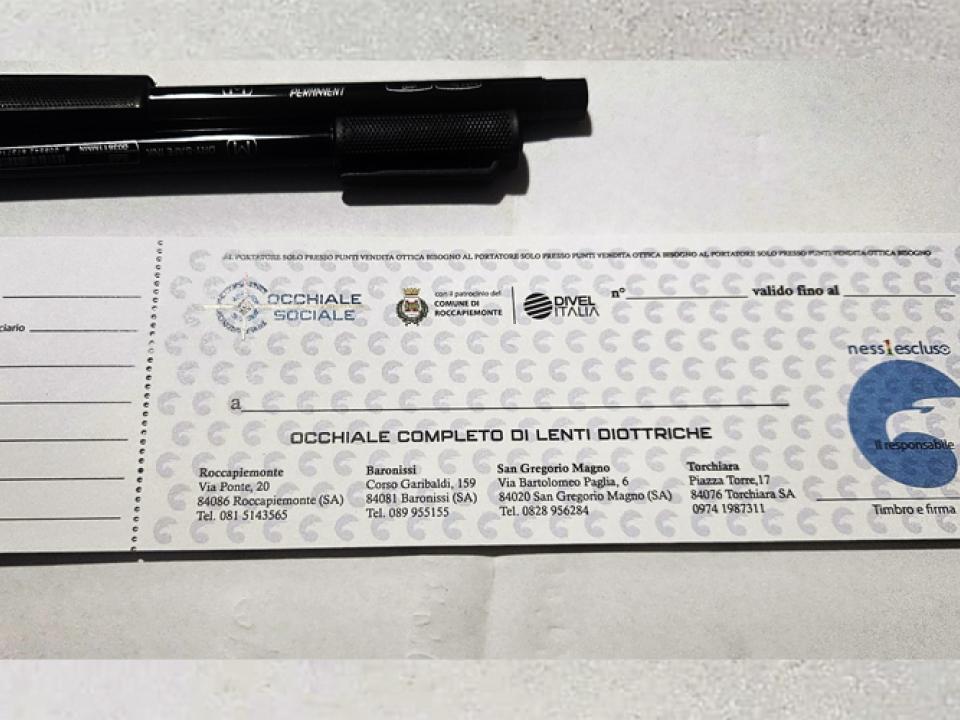 PERMANENT
AL PORTATORE SOLO PRESSO PUNTI VENDITA OTTICA BISOGNO AL PORTATORE SOLO PRESSO PUNTI VENDITA OTTICA BISOGNO AL PORTATORE SOLO PRESSO PUNTI VENDITA OTTICA BISOGNO
OCCHIALE
SOCIALE
con il patrocinio del
COMUNE DI
ROCCAPIEMONTE
DIVEL
ITALIA
n° valido fino al
ciario
ness1escluso
a
Il responsabile
OCCHIALE COMPLETO DI LENTI DIOTTRICHE
Roccapiemonte
Via Ponte, 20
84086 Roccapiemonte (SA)
Tel. 081 5143565
Baronissi
Corso Garibaldi, 159
84081 Baronissi (SA)
Tel. 089 955155
San Gregorio Magno
Via Bartolomeo Paglia, 6
84020 San Gregorio Magno (SA)
Tel. 0828 956284
Torchiara
Piazza Torre,17
84076 Torchiara SA
0974 1987311
Timbro e firma